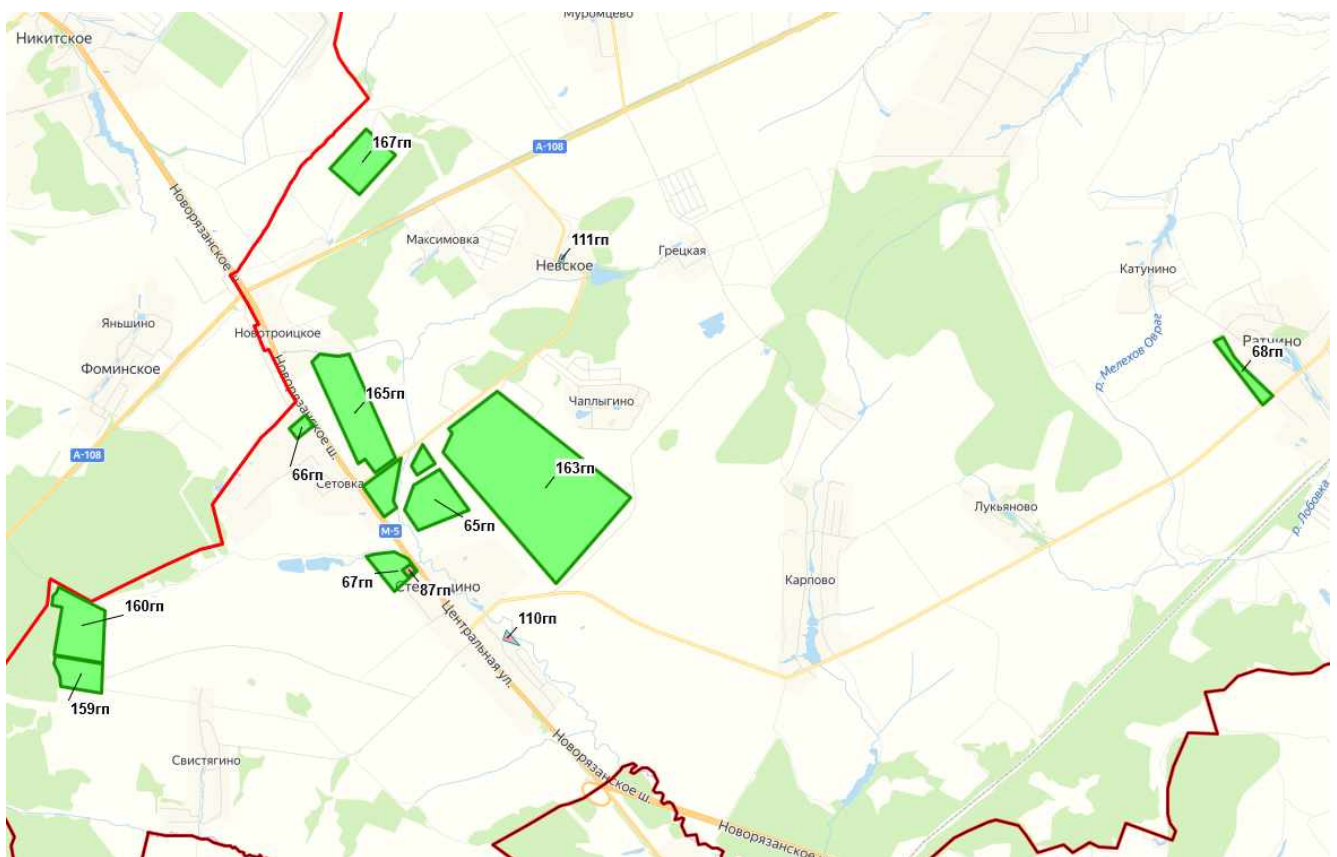 Муромцево
Никитское
167гп
А-108
Новорязанское ш.
Максимовка
111гп
Грецкая
Невское
Катунино
Яньшино
Новотроицкое
р. Мелехов Овраг
Ратчино
68гп
Фоминское
Новорязанское ш.
165гп
Чаплыгино
А-108
66гп
163гп
Сетовка
65гп
Лукьяново
р. Лобовка
М-5
67гп
87гп
Карпово
160гп
110гп
Центральная ул.
159гп
Свистягино
Новорязанское ш.
Новорязанское ш.